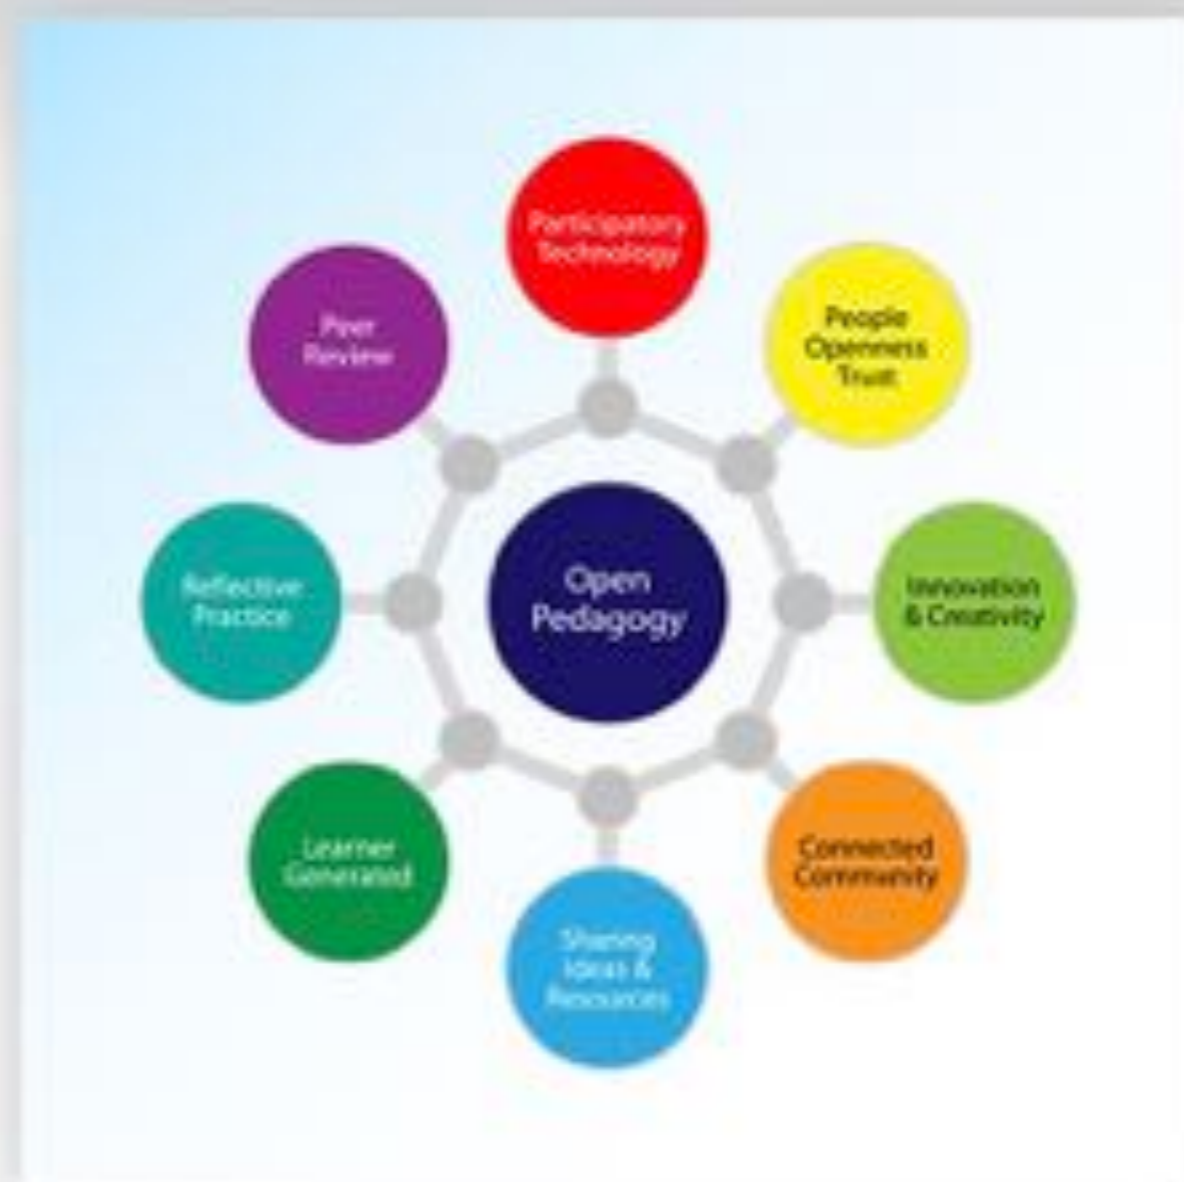 Participatory
Technology
People
Openness
Trust
Innovation
& Creativity
Connected
Community
Sharing
Ideas &
Resources
Learner
Generated
Reflective
Practice
Peer
Review
Open
Pedagogy